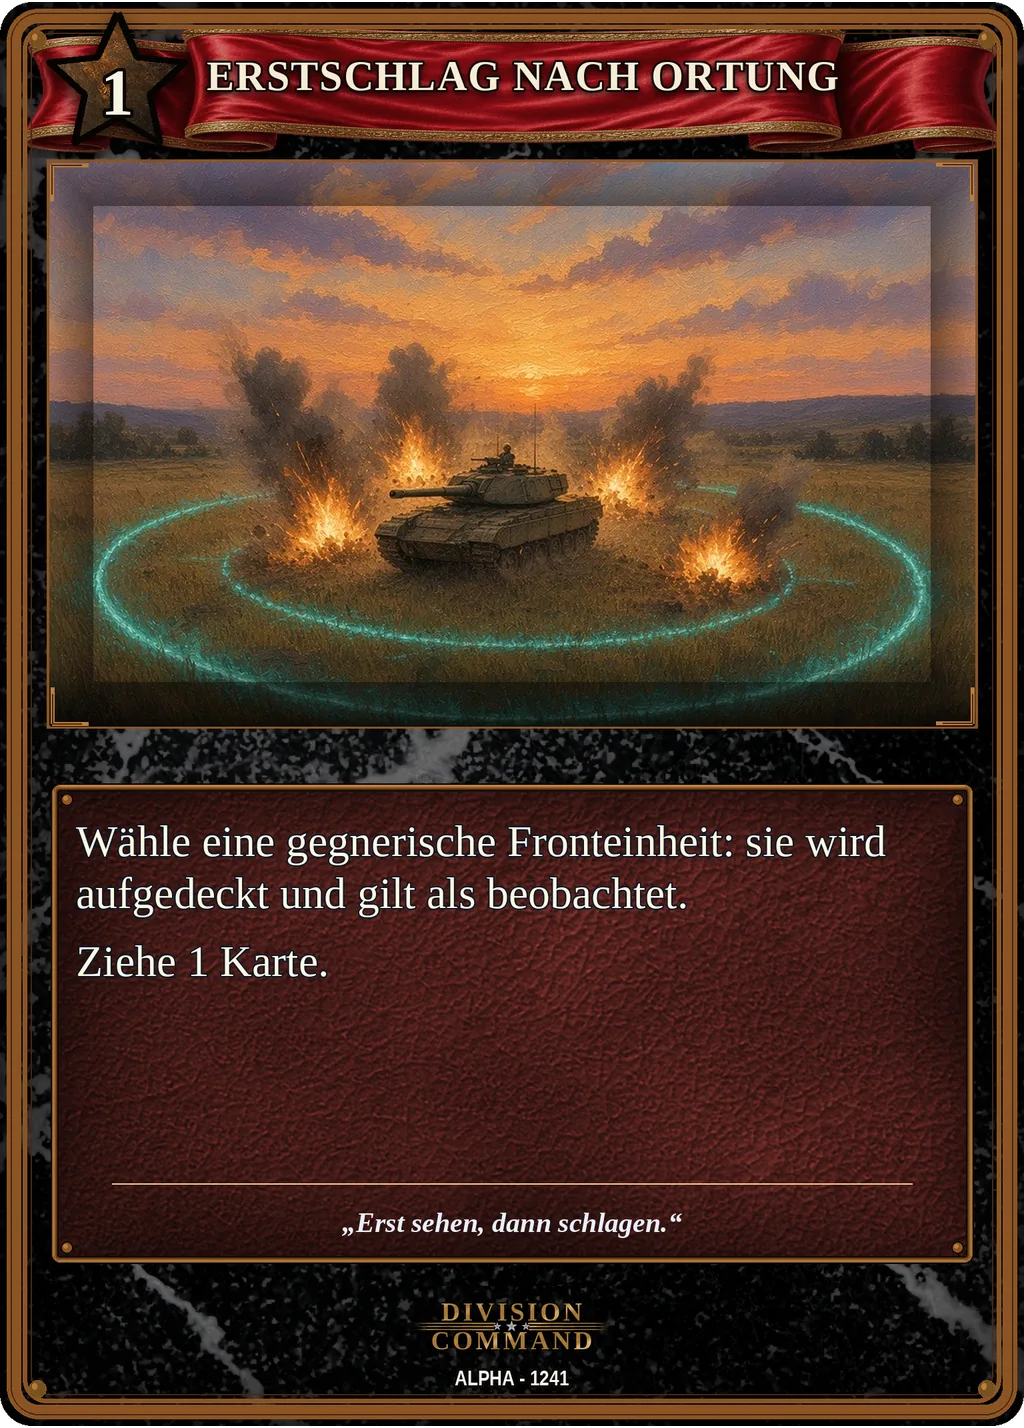 1
ERSTSCHLAG NACH ORTUNG
Wähle eine gegnerische Fronteinheit: sie wird
aufgedeckt und gilt als beobachtet.
Ziehe 1 Karte.
„Erst sehen, dann schlagen.“
DIVISION
COMMAND
ALPHA - 1241